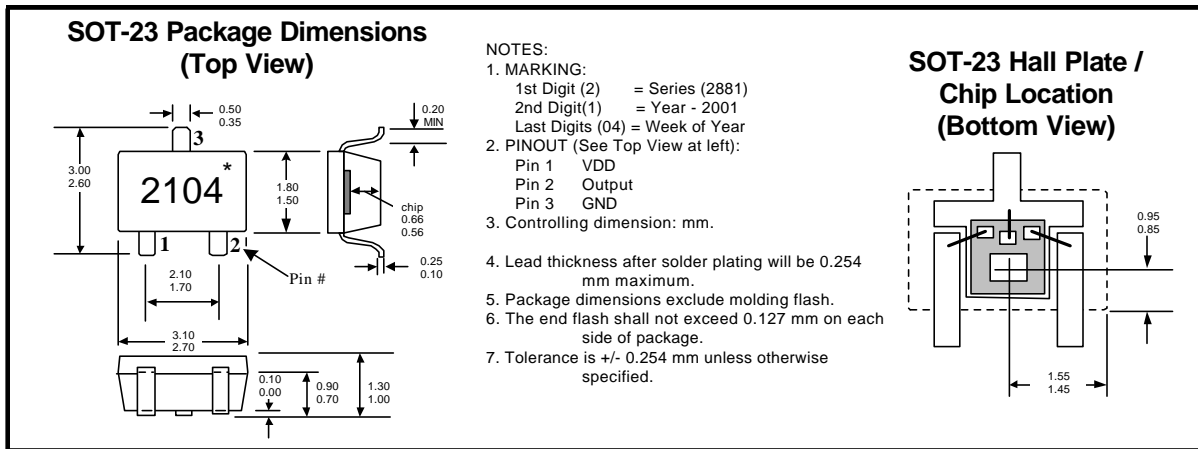 SOT-23 Package Dimensions
(Top View)
0.50
0.35
3
3.00
2.60
2104*
1.80
1.50
1
2
Pin #
2.10
1.70
3.10
2.70
0.20
MIN
chip
0.66
0.56
0.25
0.10
0.10
0.00
0.90
0.70
1.30
1.00
NOTES:
1. MARKING:
1st Digit (2) = Series (2881)
2nd Digit(1) = Year - 2001
Last Digits (04) = Week of Year
2. PINOUT (See Top View at left):
Pin 1 VDD
Pin 2 Output
Pin 3 GND
3. Controlling dimension: mm.
4. Lead thickness after solder plating will be 0.254
mm maximum.
5. Package dimensions exclude molding flash.
6. The end flash shall not exceed 0.127 mm on each
side of package.
7. Tolerance is +/- 0.254 mm unless otherwise
specified.
SOT-23 Hall Plate /
Chip Location
(Bottom View)
0.95
0.85
1.55
1.45